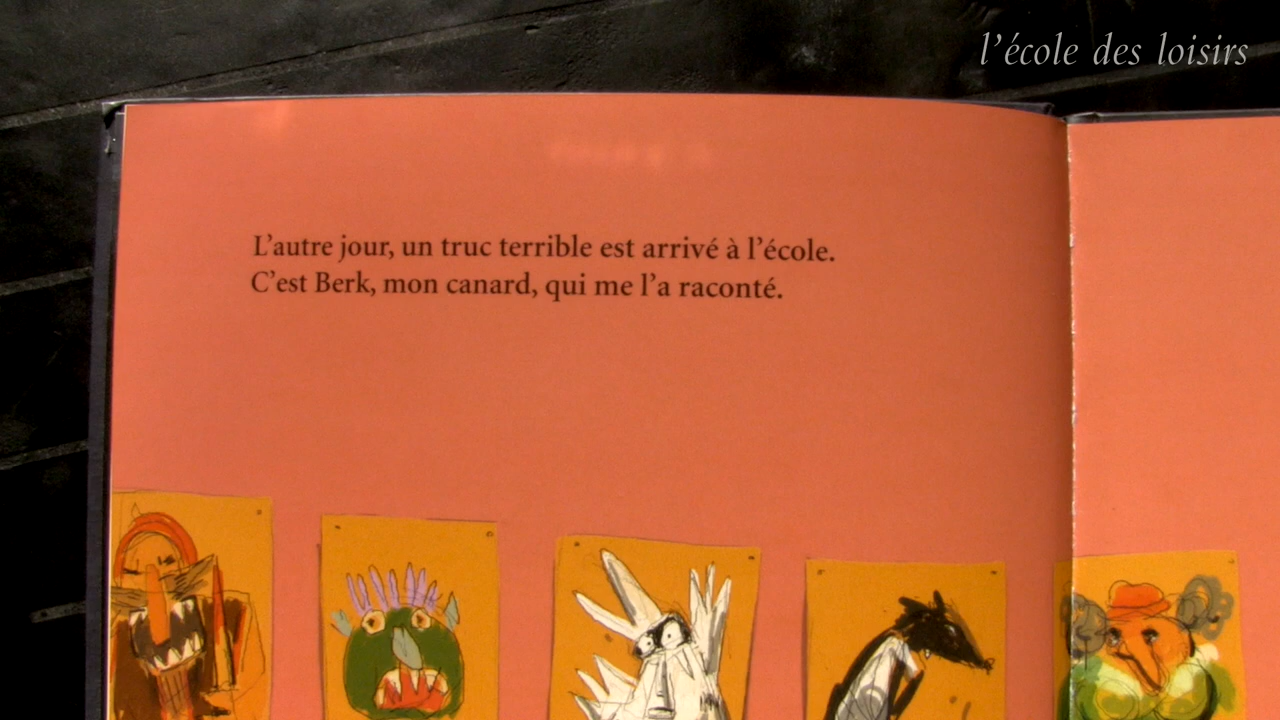 l'école des loisirs
L'autre jour, un truc terrible est arrivé à l'école.
C'est Berk, mon canard, qui me l'a raconté.